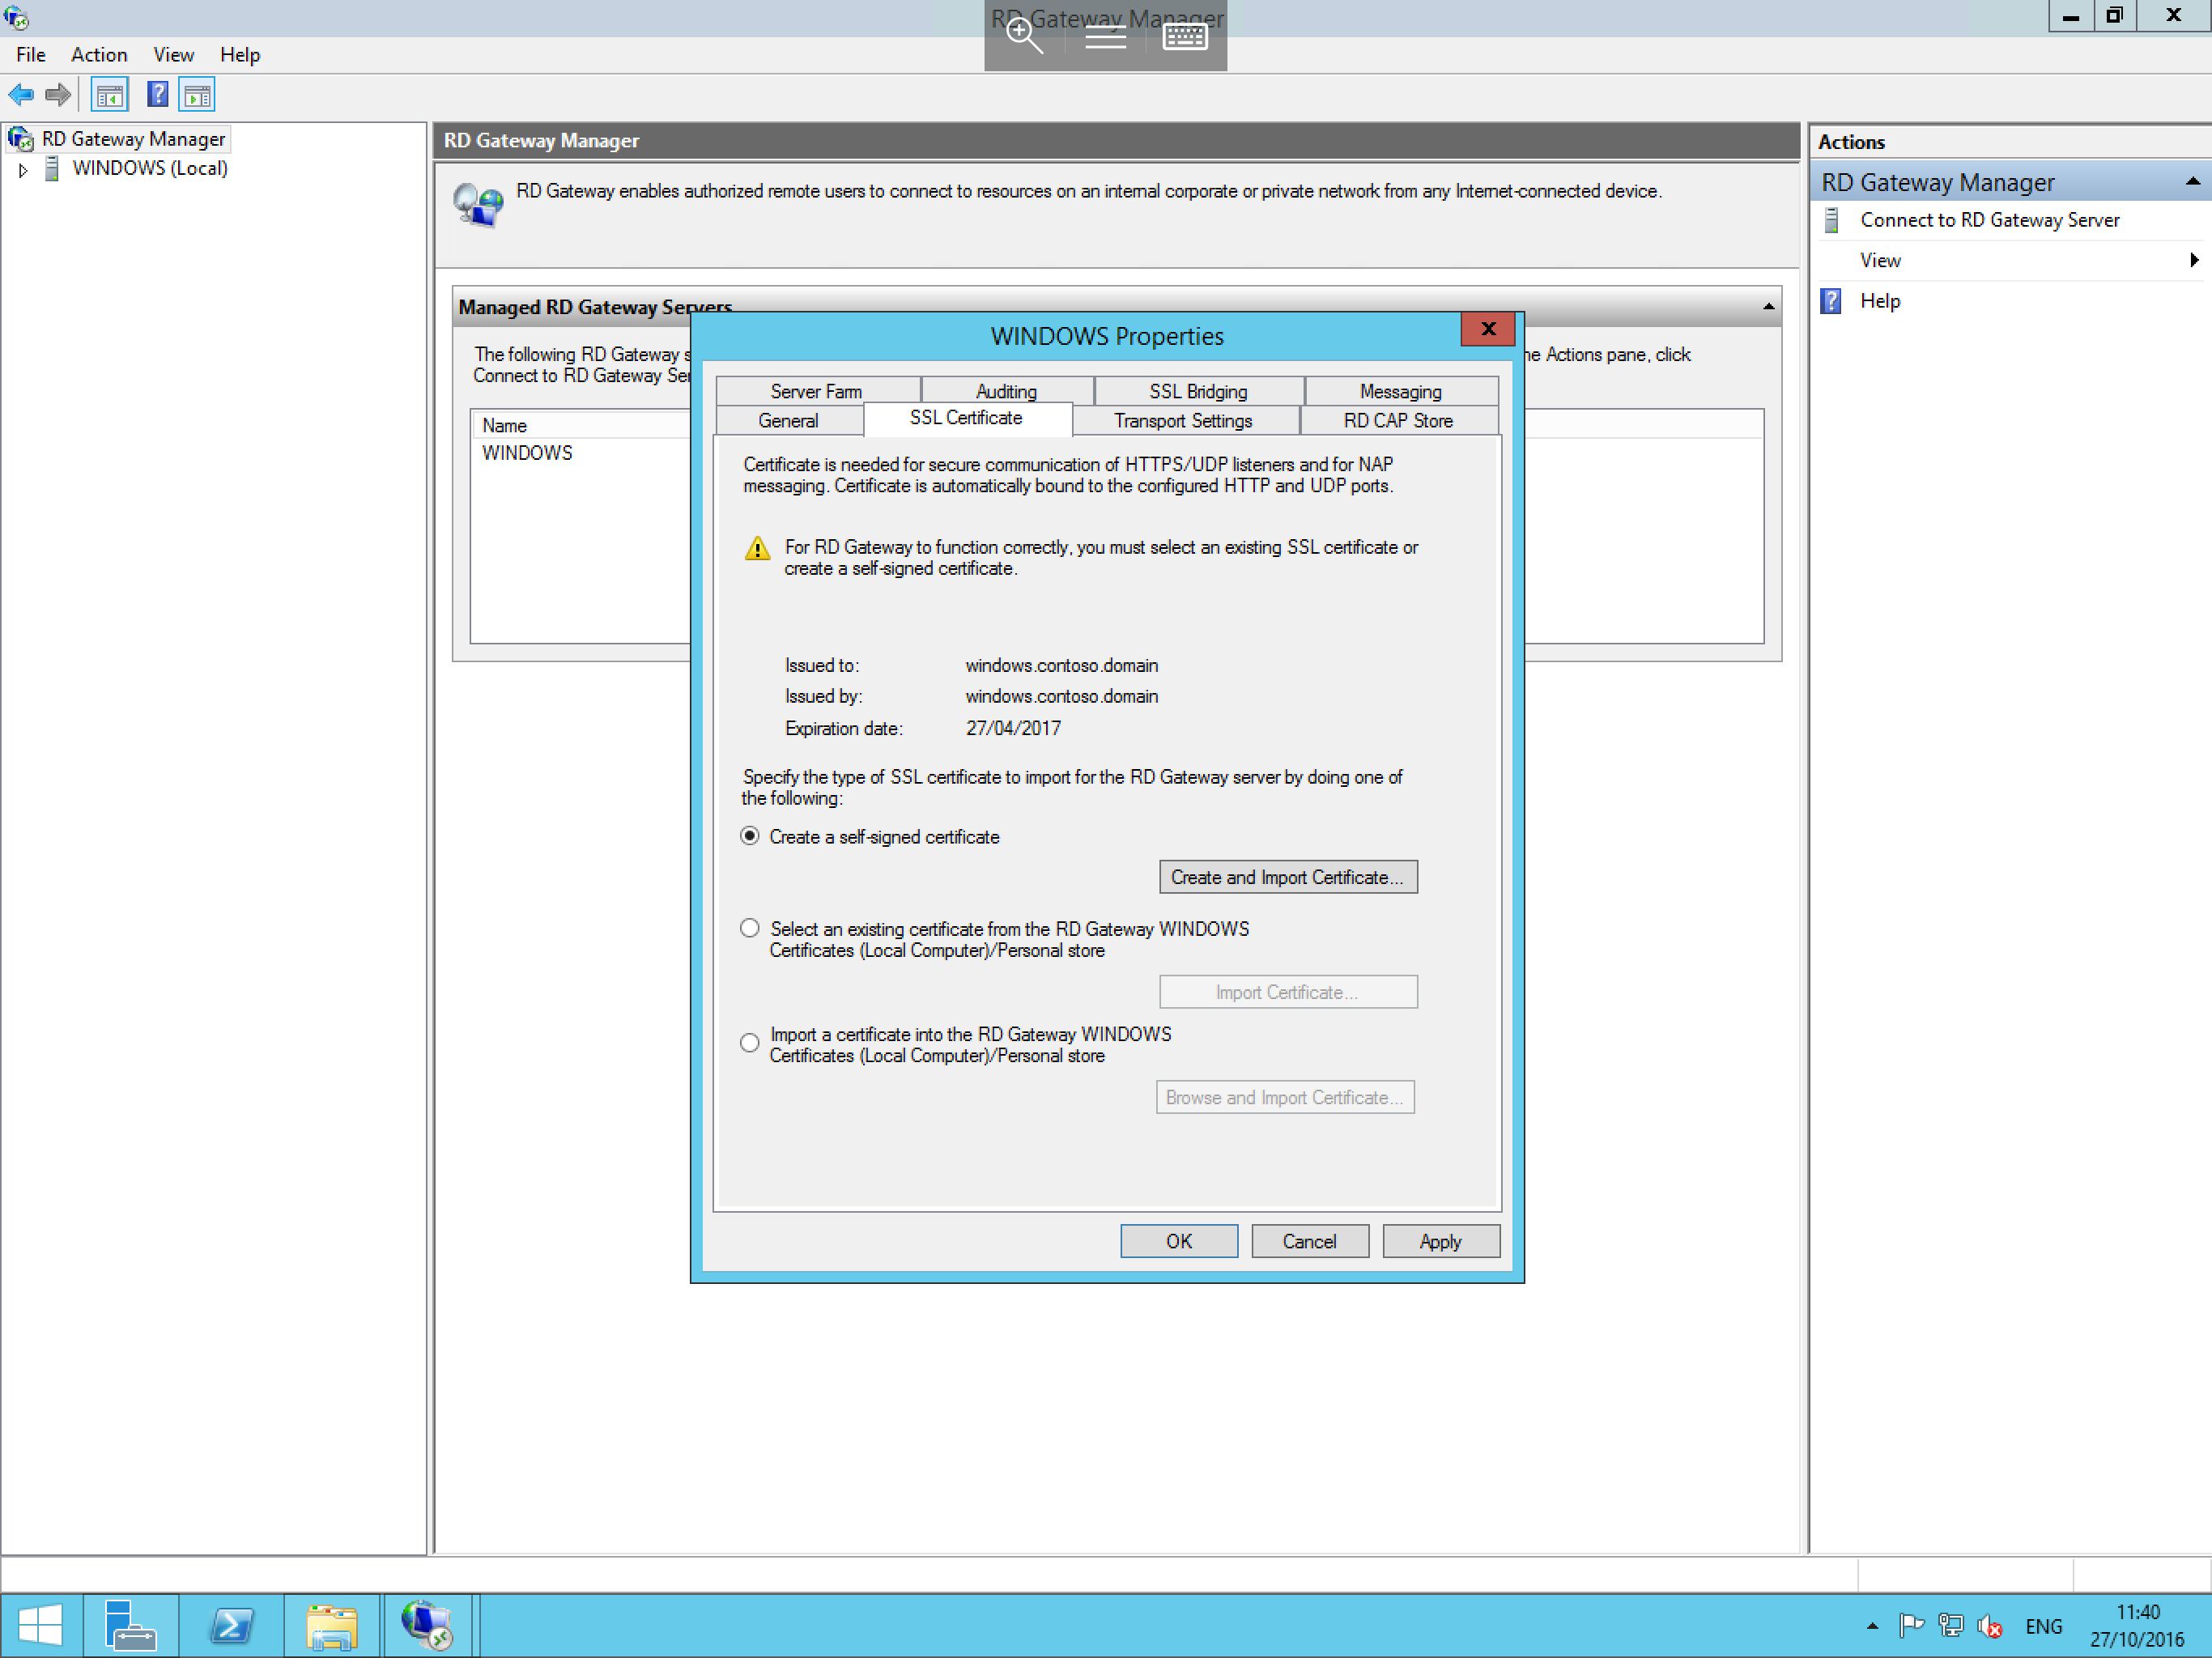 RD Gateway Manager
File Action View Help
RD Gateway Manager
WINDOWS (Local)
RD Gateway Manager
RD Gateway enables authorized remote users to connect to resources on an internal corporate or private network from any Internet-connected device.
Managed RD Gateway Servers
The following RD Gateway s
he Actions pane, click
Connect to RD Gateway Ser
Name
WINDOWS
Actions
RD Gateway Manager
Connect to RD Gateway Server
View
Help
WINDOWS Properties
Server Farm Auditing SSL Bridging Messaging
General SSL Certificate Transport Settings RD CAP Store
Certificate is needed for secure communication of HTTPS/UDP listeners and for NAP
messaging. Certificate is automatically bound to the configured HTTP and UDP ports.
For RD Gateway to function correctly, you must select an existing SSL certificate or
create a self-signed certificate.
Issued to: windows.contoso.domain
Issued by: windows.contoso.domain
Expiration date: 27/04/2017
Specify the type of SSL certificate to import for the RD Gateway server by doing one of
the following:
Create a self-signed certificate
Create and Import Certificate...
Select an existing certificate from the RD Gateway WINDOWS
Certificates (Local Computer)/Personal store
Import Certificate...
Import a certificate into the RD Gateway WINDOWS
Certificates (Local Computer)/Personal store
Browse and Import Certificate...
OK Cancel Apply
ENG
11:40
27/10/2016